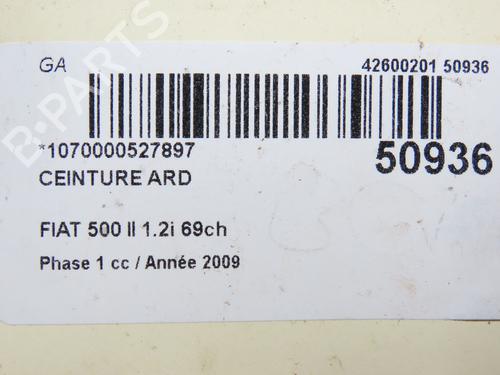 GA
42600201 50936
*1070000527897
50936
CEINTURE ARD
FIAT 500 II 1.2i 69ch
Phase 1 cc / Année 2009
B-PARTS